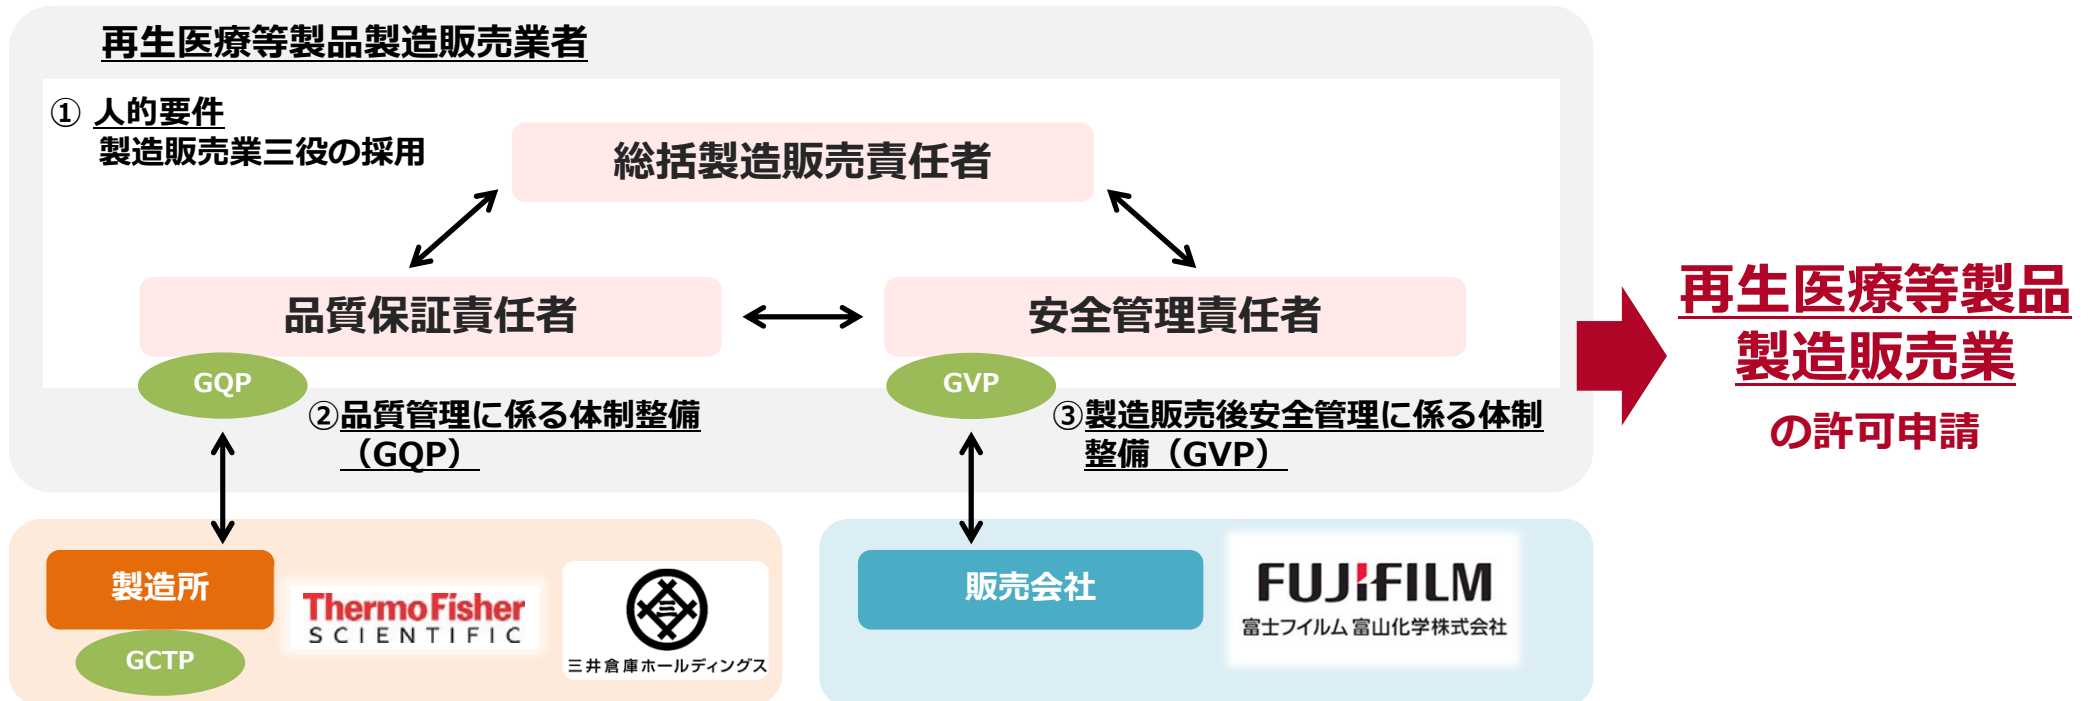 再生医療等製品製造販売業者
① 人的要件
製造販売業三役の採用
総括製造販売責任者
品質保証責任者
安全管理責任者
GQP
②品質管理に係る体制整備
（GQP）
GVP
③製造販売後安全管理に係る体制
整備（GVP）
再生医療等製品
製造販売業
の許可申請
製造所
GCTP
ThermoFisher
SCIENTIFIC
三
三井倉庫ホールディングス
販売会社
FUJIFILM
富士フイルム 富山化学株式会社